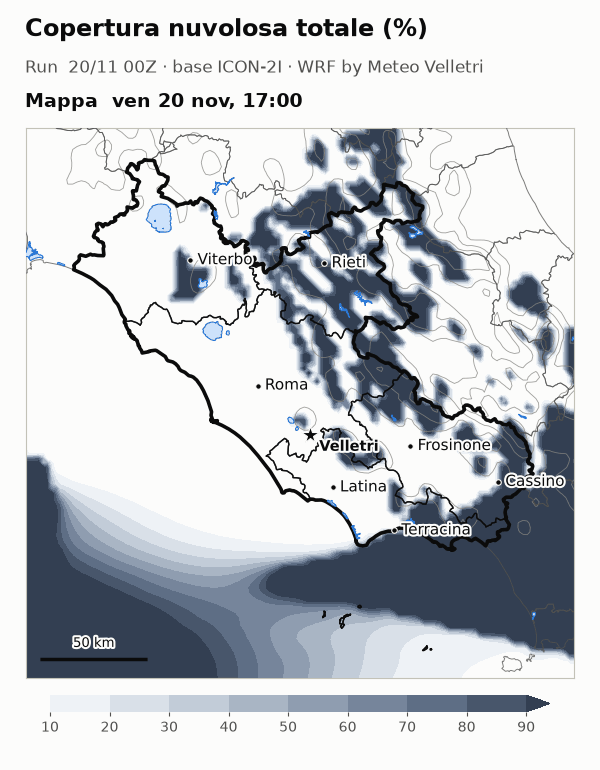 Copertura nuvolosa totale (%)
Run  20/11 00Z · base ICON-2I · WRF by Meteo Velletri
Mappa  ven 20 nov, 17:00
Viterbo
Rieti
Roma
Velletri
Frosinone
Cassino
Latina
Terracina
50 km
10 20 30 40 50 60 70 80 90